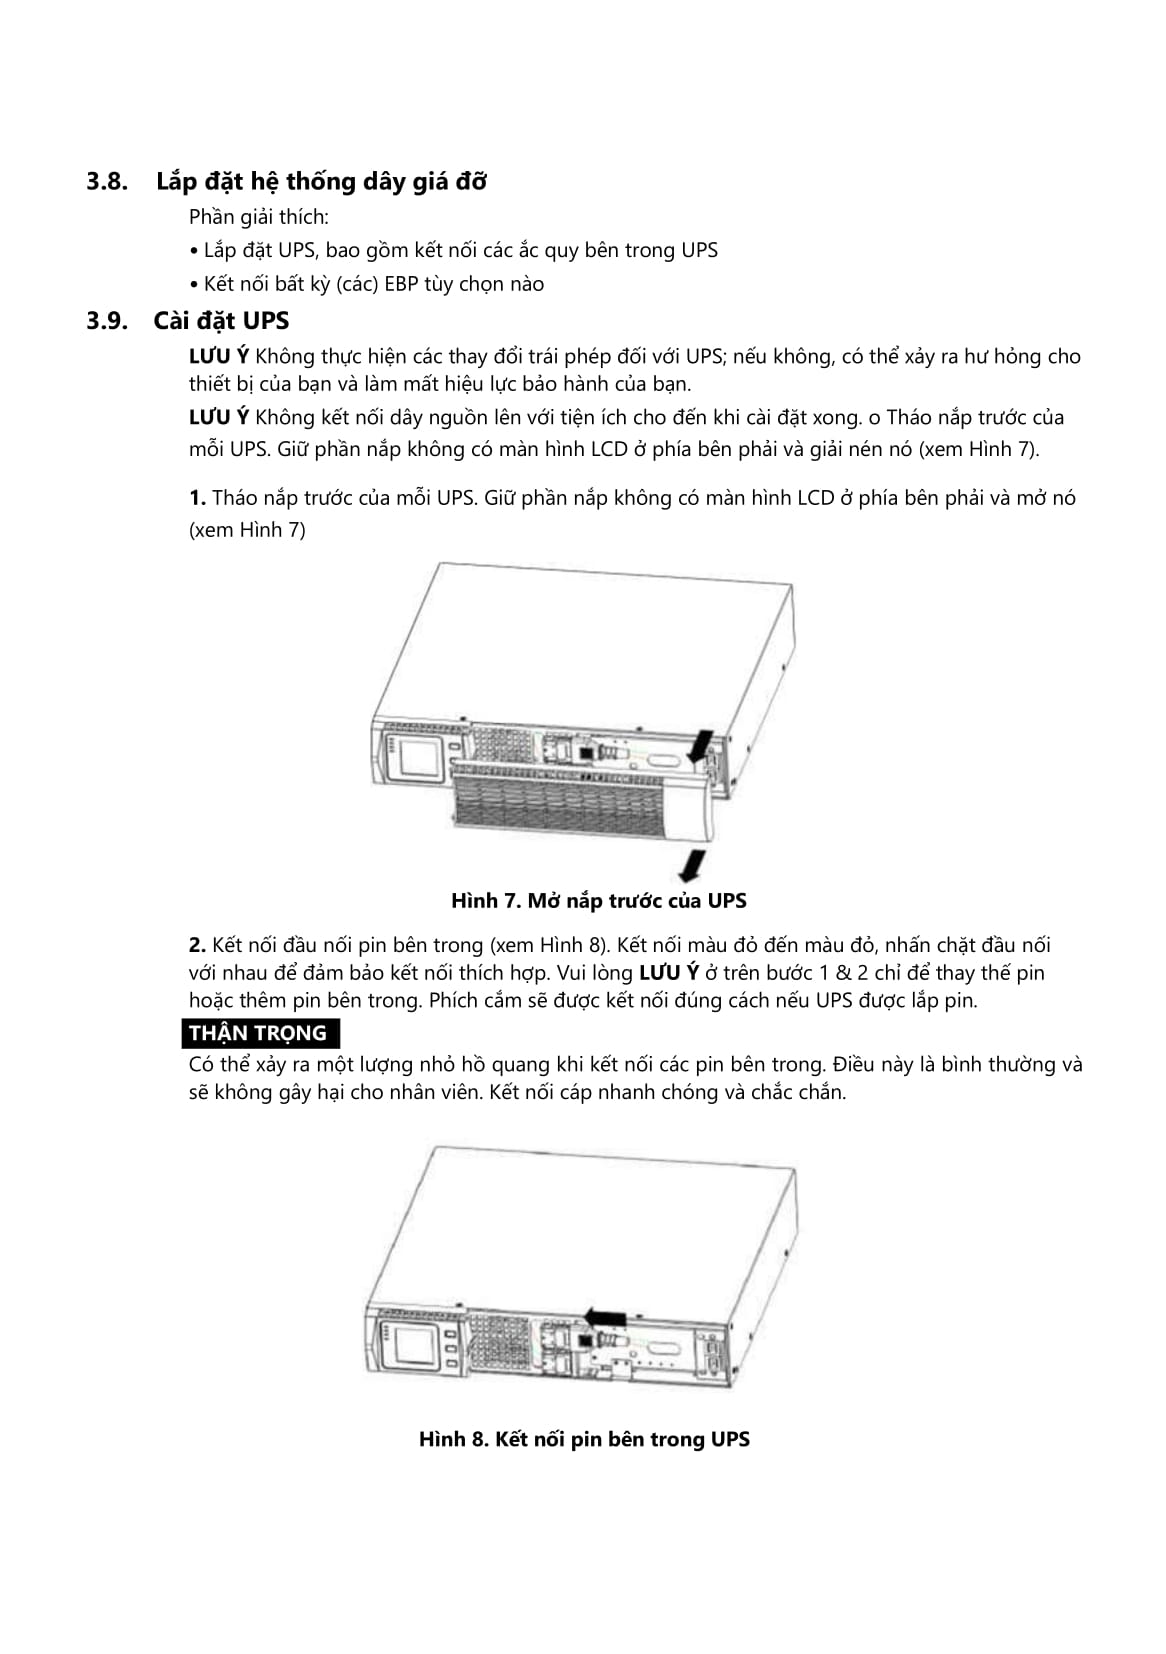 3.8. Lắp đặt hệ thống dây giá đỡ
Phần giải thích:
• Lắp đặt UPS, bao gồm kết nối các ắc quy bên trong UPS
• Kết nối bất kỳ (các) EBP tùy chọn nào
3.9. Cài đặt UPS
LƯU Ý Không thực hiện các thay đổi trái phép đối với UPS; nếu không, có thể xảy ra hư hỏng cho
thiết bị của bạn và làm mất hiệu lực bảo hành của bạn.
LƯU Ý Không kết nối dây nguồn lên với tiện ích cho đến khi cài đặt xong. o Tháo nắp trước của
mỗi UPS. Giữ phần nắp không có màn hình LCD ở phía bên phải và giải nén nó (xem Hình 7).
1. Tháo nắp trước của mỗi UPS. Giữ phần nắp không có màn hình LCD ở phía bên phải và mở nó
(xem Hình 7)
Hình 7. Mở nắp trước của UPS
2. Kết nối đầu nối pin bên trong (xem Hình 8). Kết nối màu đỏ đến màu đỏ, nhấn chặt đầu nối
với nhau để đảm bảo kết nối thích hợp. Vui lòng LƯU Ý ở trên bước 1 & 2 chỉ để thay thế pin
hoặc thêm pin bên trong. Phích cắm sẽ được kết nối đúng cách nếu UPS được lắp pin.
THẬN TRỌNG
Có thể xảy ra một lượng nhỏ hồ quang khi kết nối các pin bên trong. Điều này là bình thường và
sẽ không gây hại cho nhân viên. Kết nối cáp nhanh chóng và chắc chắn.
Hình 8. Kết nối pin bên trong UPS